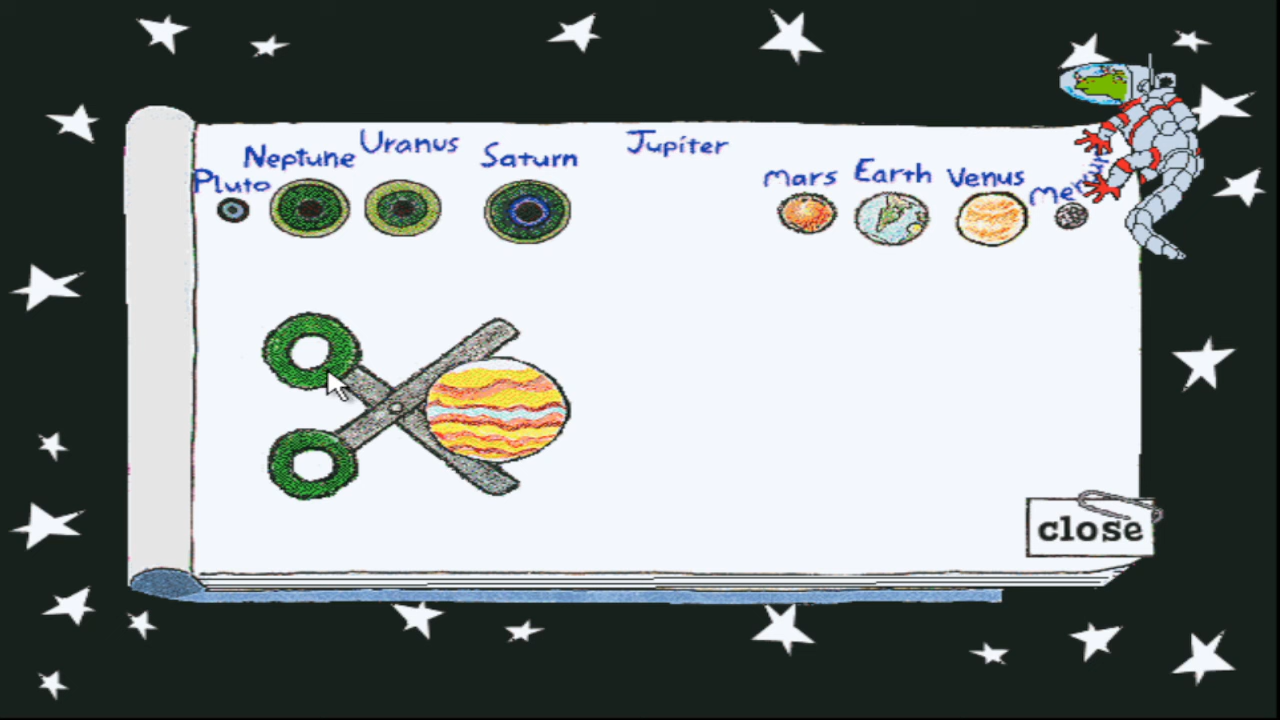 Pluto
Neptune
Uranus
Saturn
Jupiter
Mars
Earth
Venus
close